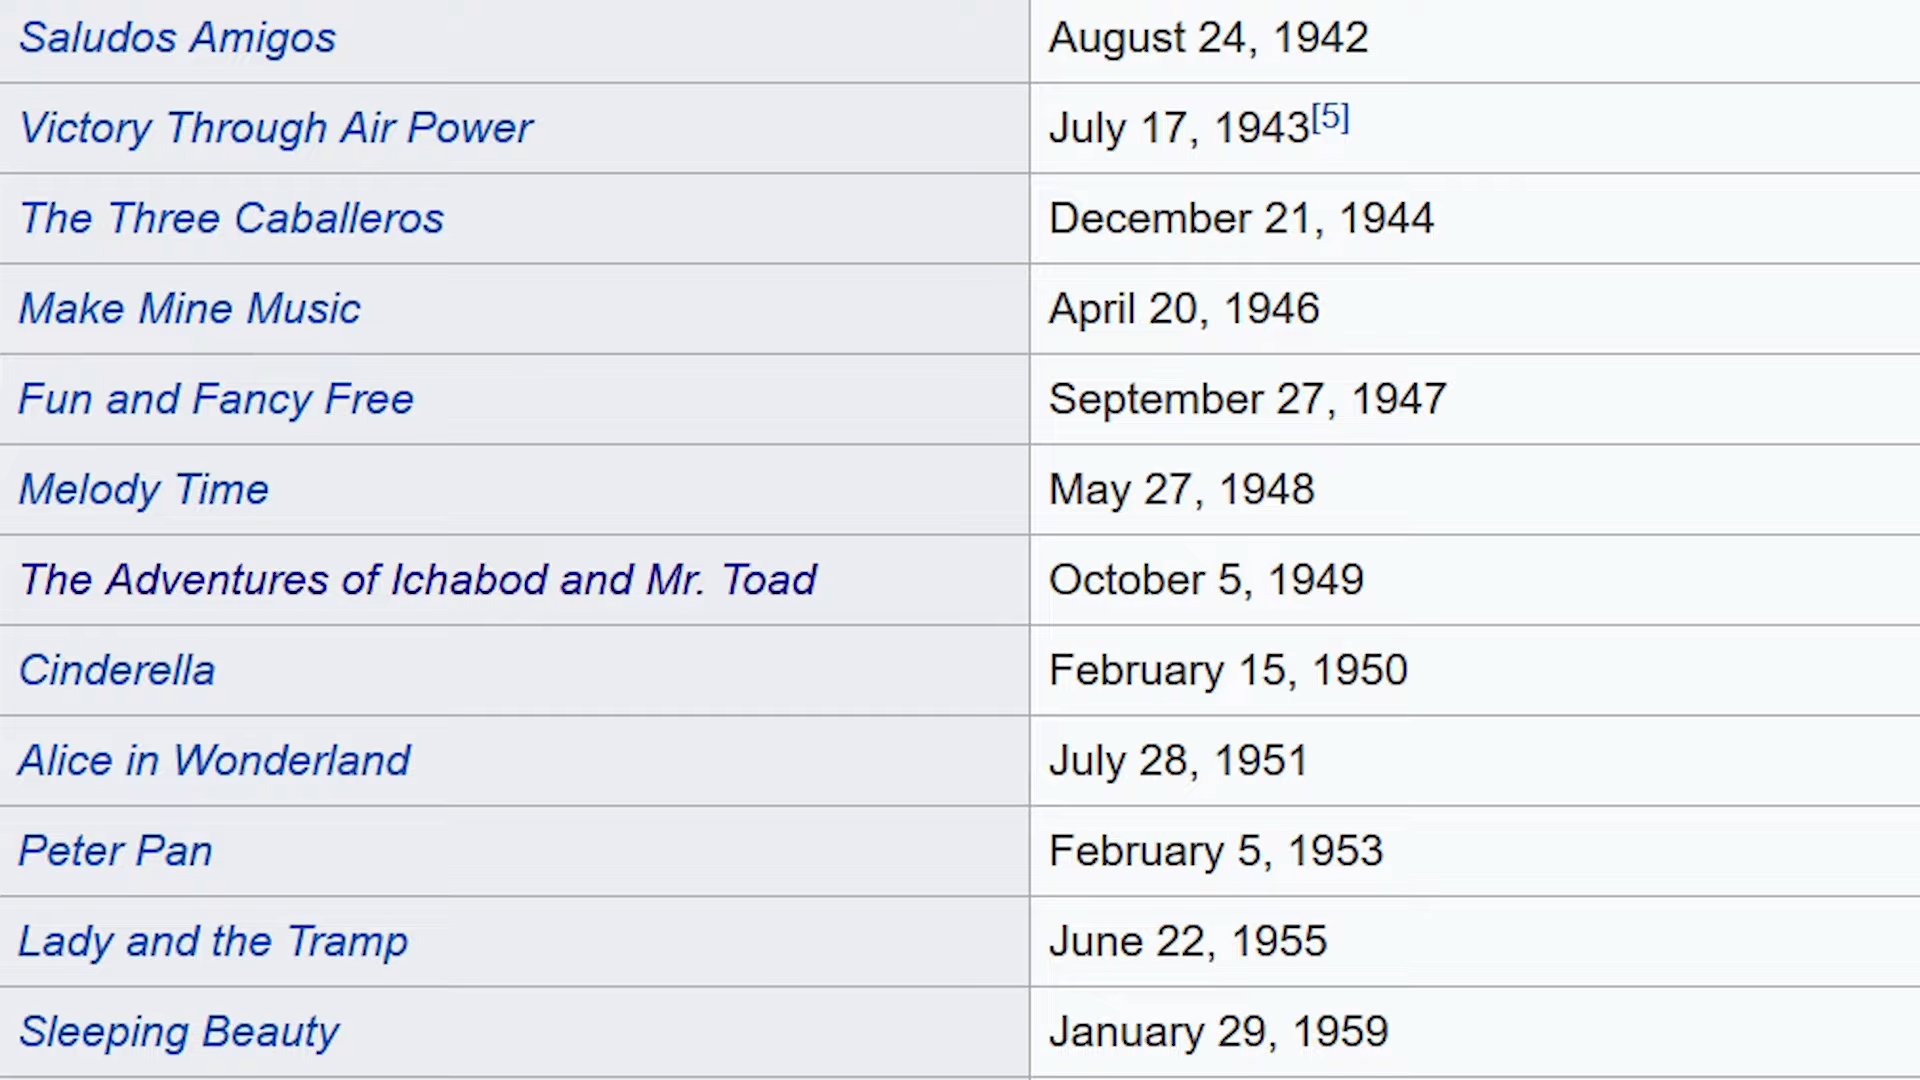 Saludos Amigos August 24, 1942
Victory Through Air Power July 17, 1943[5]
The Three Caballeros December 21, 1944
Make Mine Music April 20, 1946
Fun and Fancy Free September 27, 1947
Melody Time May 27, 1948
The Adventures of Ichabod and Mr. Toad October 5, 1949
Cinderella February 15, 1950
Alice in Wonderland July 28, 1951
Peter Pan February 5, 1953
Lady and the Tramp June 22, 1955
Sleeping Beauty January 29, 1959